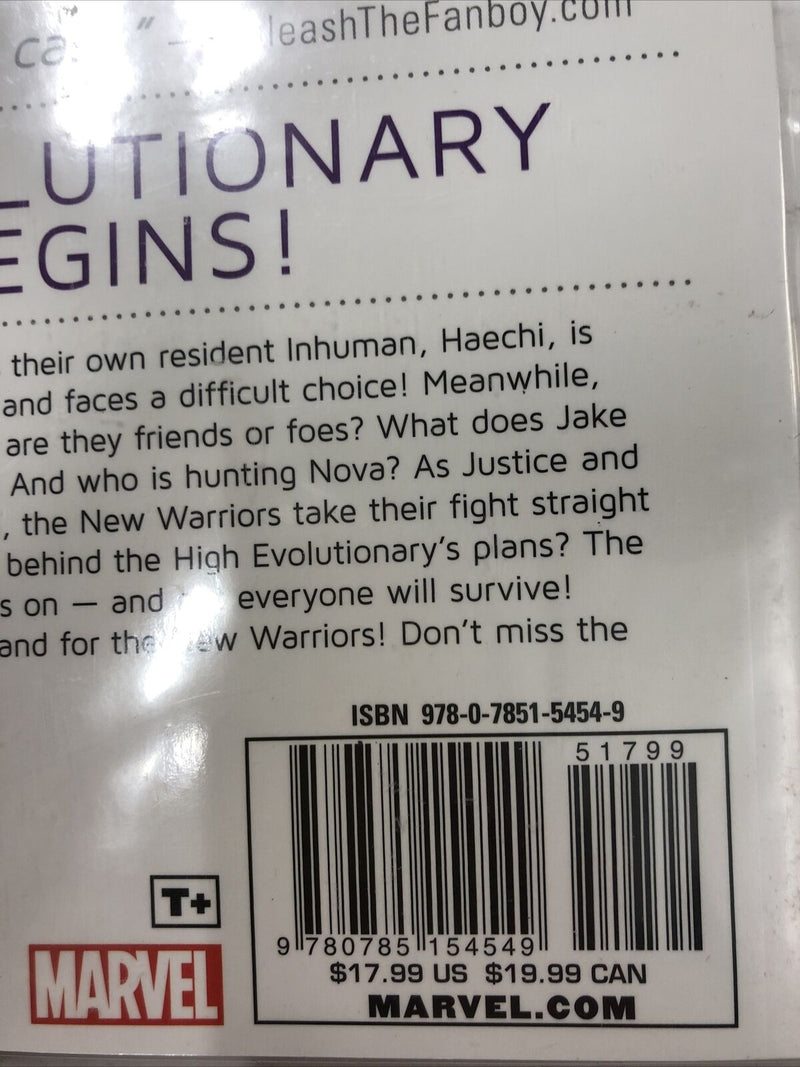 leashTheFanboy.com
LUTIONARY
EGINS!
their own resident Inhuman, Haechi, is
and faces a difficult choice! Meanwhile,
are they friends or foes? What does Jake
And who is hunting Nova? As Justice and
, the New Warriors take their fight straight
behind the High Evolutionary's plans? The
s on — and everyone will survive!
and for the New Warriors! Don't miss the
ISBN 978-0-7851-5454-9
51799
9 780785 154549
$17.99 US $19.99 CAN
MARVEL.COM
T+
MARVEL